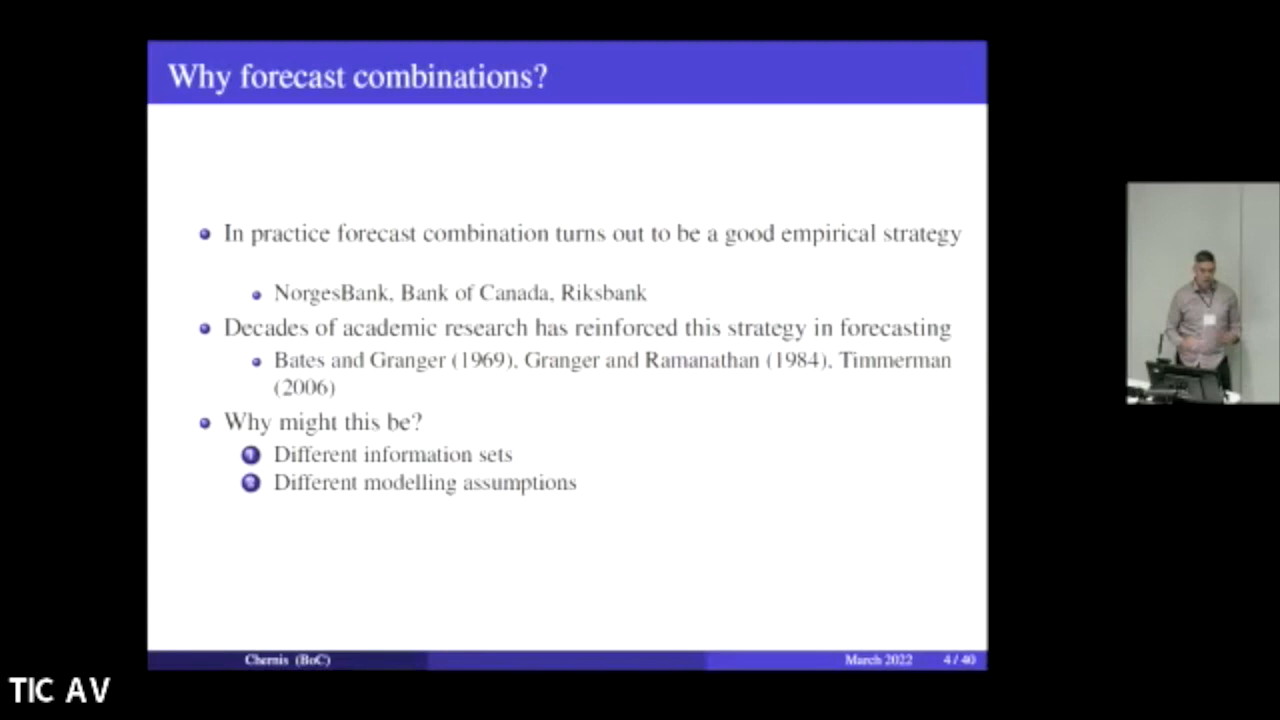 Why forecast combinations?
In practice forecast combination turns out to be a good empirical strategy
NorgesBank, Bank of Canada, Riksbank
Decades of academic research has reinforced this strategy in forecasting
Bates and Granger (1969), Granger and Ramanathan (1984), Timmerman
(2006)
Why might this be?
1 Different information sets
2 Different modelling assumptions
Chernis (BoC)
March 2022 4 / 40
TIC AV